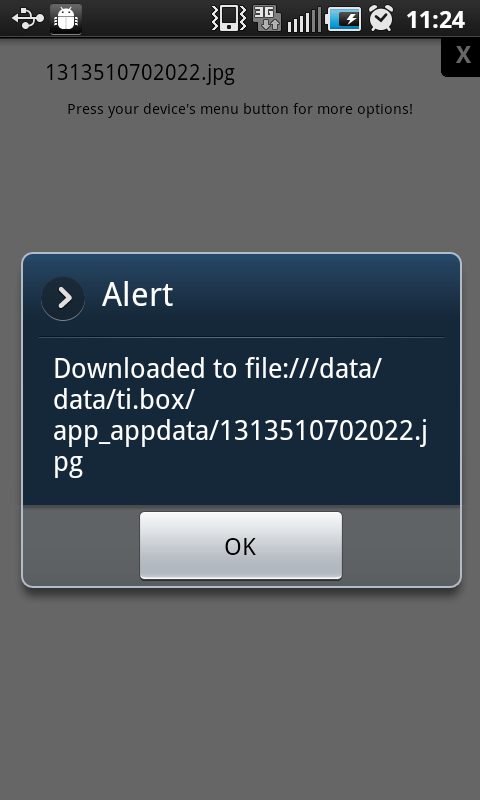 3G 11:24
X
1313510702022.jpg
Press your device's menu button for more options!
Alert
Downloaded to file:///data/
data/ti.box/
app_appdata/1313510702022.j
pg
OK